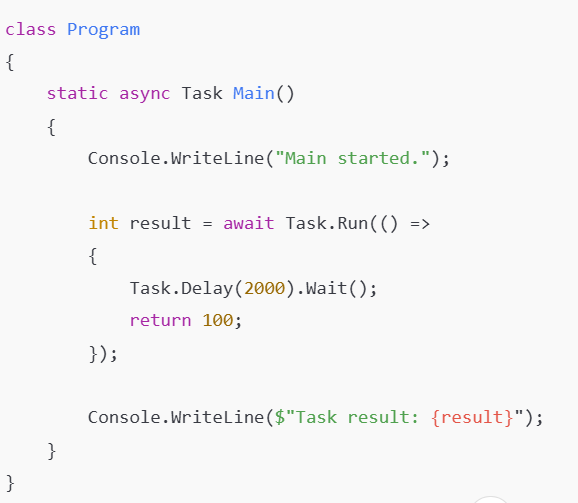 class Program
{
    static async Task Main()
    {
        Console.WriteLine("Main started.");

        int result = await Task.Run(() =>
        {
            Task.Delay(2000).Wait();
            return 100;
        });

        Console.WriteLine($"Task result: {result}");
    }
}